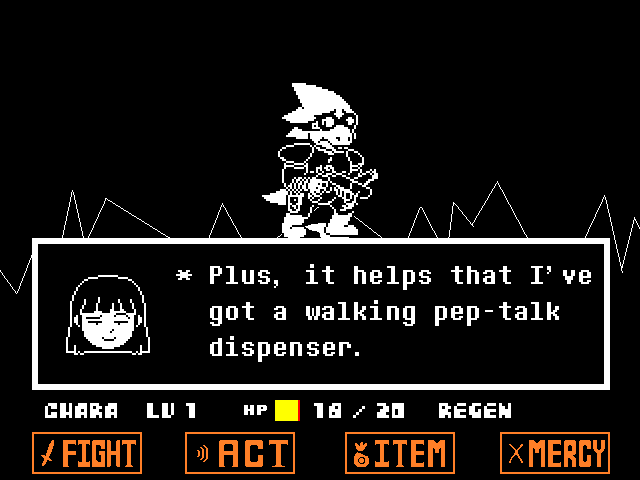 * Plus, it helps that I've
got a walking pep-talk
dispenser.
CHARA LV 1 HP 18 / 20 REGEN
FIGHT ACT ITEM MERCY